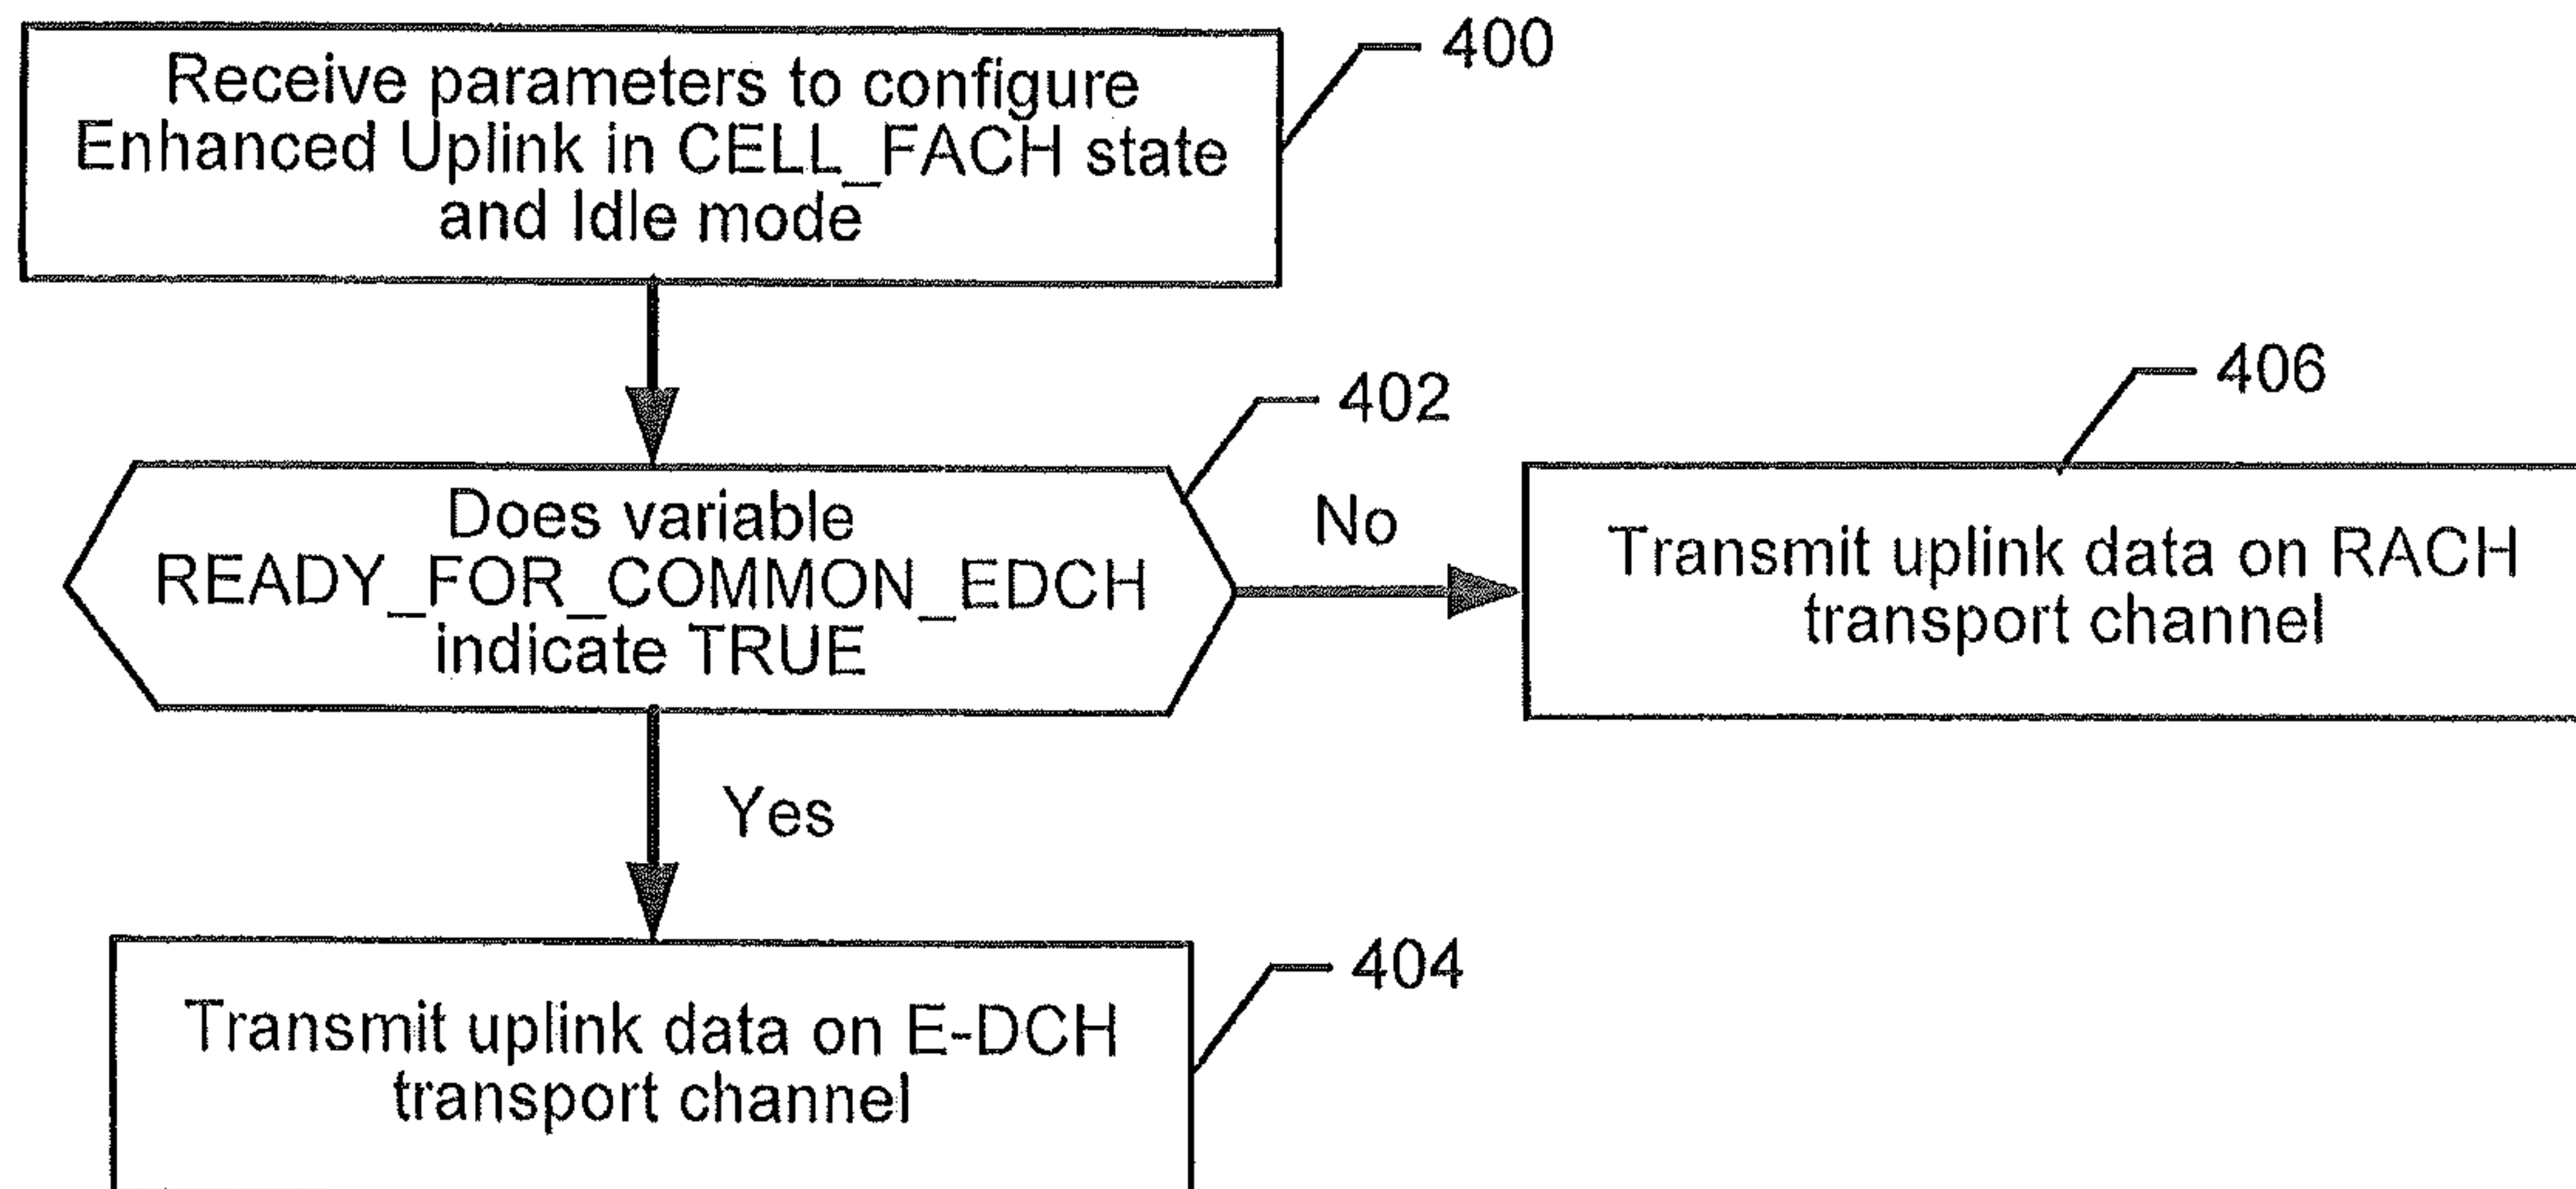 Receive parameters to configure
Enhanced Uplink in CELL_FACH state
and Idle mode
400
Does variable
READY_FOR_COMMON_EDCH
indicate TRUE
402
No
Transmit uplink data on RACH
transport channel
406
Yes
Transmit uplink data on E-DCH
transport channel
404